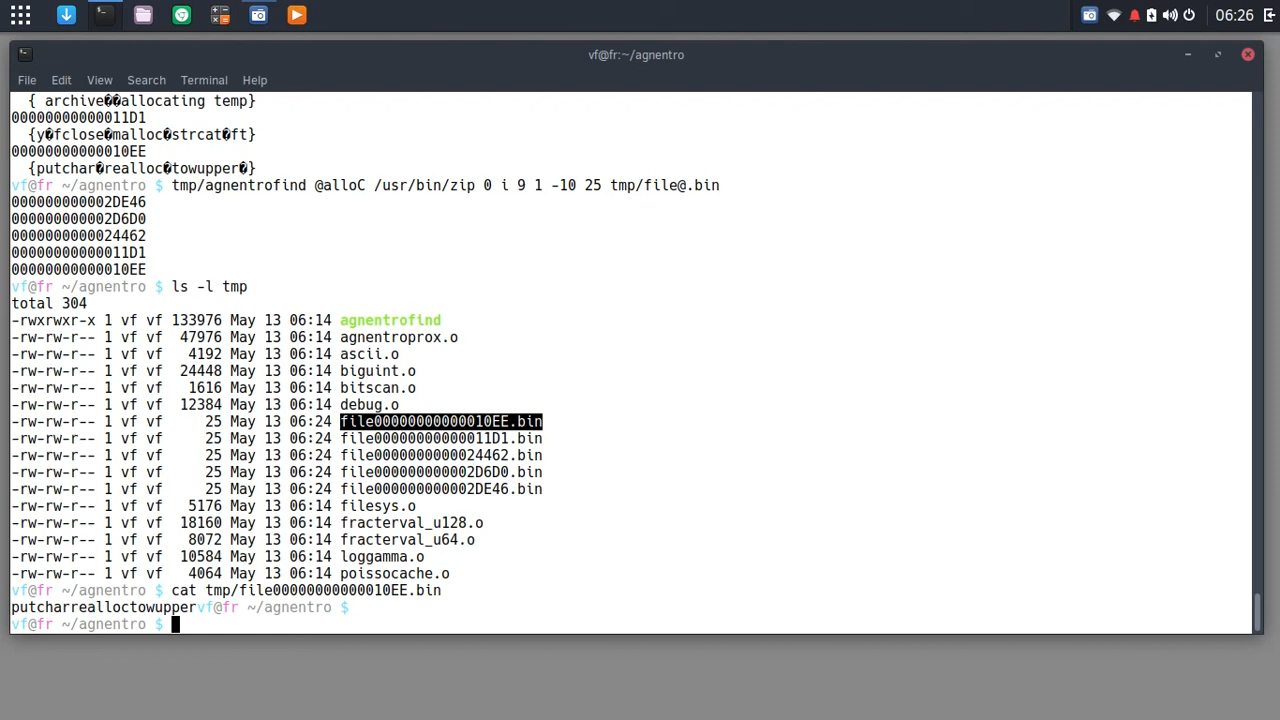 06:26
vf@fr:~/agnentro
File Edit View Search Terminal Help
{ archive��allocating temp}
00000000000011D1
{y�fclose�malloc�strcat�ft}
00000000000010EE
{putchar�realloc�towupper�}
vf@fr ~/agnentro $ tmp/agnentrofind @alloC /usr/bin/zip 0 i 9 1 -10 25 tmp/file@.bin
000000000002DE46
000000000002D6D0
0000000000024462
00000000000011D1
00000000000010EE
vf@fr ~/agnentro $ ls -l tmp
total 304
-rwxrwxr-x 1 vf vf 133976 May 13 06:14 agnentrofind
-rw-rw-r-- 1 vf vf 47976 May 13 06:14 agnentroprox.o
-rw-rw-r-- 1 vf vf 4192 May 13 06:14 ascii.o
-rw-rw-r-- 1 vf vf 24448 May 13 06:14 biguint.o
-rw-rw-r-- 1 vf vf 1616 May 13 06:14 bitscan.o
-rw-rw-r-- 1 vf vf 12384 May 13 06:14 debug.o
-rw-rw-r-- 1 vf vf 25 May 13 06:24 file00000000000010EE.bin
-rw-rw-r-- 1 vf vf 25 May 13 06:24 file00000000000011D1.bin
-rw-rw-r-- 1 vf vf 25 May 13 06:24 file0000000000024462.bin
-rw-rw-r-- 1 vf vf 25 May 13 06:24 file000000000002D6D0.bin
-rw-rw-r-- 1 vf vf 25 May 13 06:24 file000000000002DE46.bin
-rw-rw-r-- 1 vf vf 5176 May 13 06:14 filesys.o
-rw-rw-r-- 1 vf vf 18160 May 13 06:14 fracterval_u128.o
-rw-rw-r-- 1 vf vf 8072 May 13 06:14 fracterval_u64.o
-rw-rw-r-- 1 vf vf 10584 May 13 06:14 loggamma.o
-rw-rw-r-- 1 vf vf 4064 May 13 06:14 poissocache.o
vf@fr ~/agnentro $ cat tmp/file00000000000010EE.bin
putcharrealloctowuppervf@fr ~/agnentro $
vf@fr ~/agnentro $